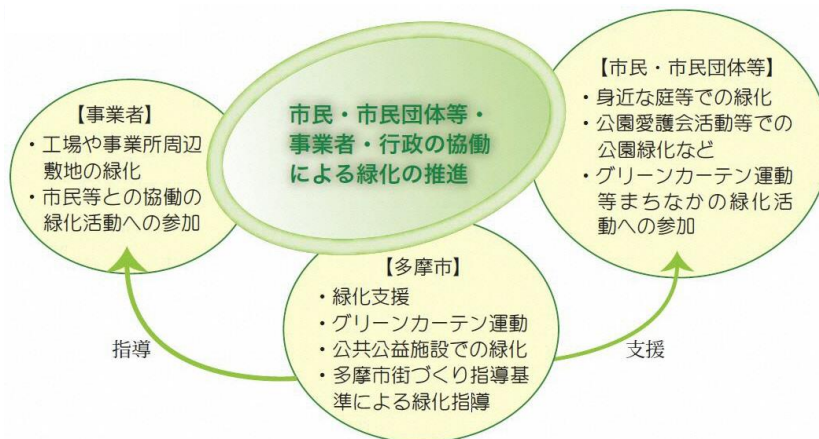 市民・市民団体等・
事業者・行政の協働
による緑化の推進
【事業者】
・工場や事業所周辺
敷地の緑化
・市民等との協働の
緑化活動への参加
【市民・市民団体等】
・身近な庭等での緑化
・公園愛護会活動等での
公園緑化など
・グリーンカーテン運動
等まちなかの緑化活
動への参加
【多摩市】
・緑化支援
・グリーンカーテン運動
・公共公益施設での緑化
・多摩市街づくり指導基
準による緑化指導
指導
支援